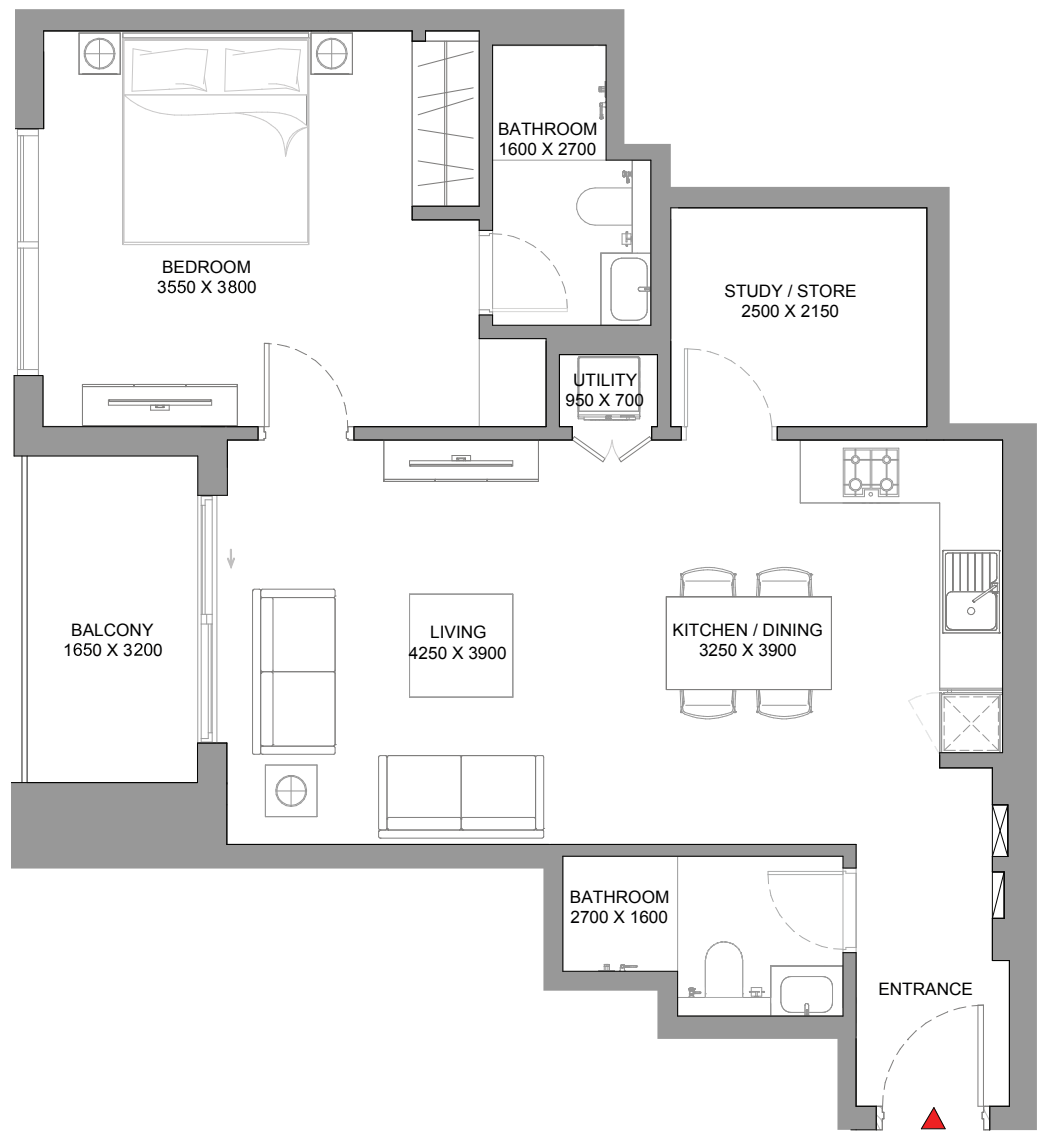 BATHROOM
1600 X 2700
BEDROOM
3550 X 3800
STUDY / STORE
2500 X 2150
UTILITY
950 X 700
BALCONY
1650 X 3200
LIVING
4250 X 3900
KITCHEN / DINING
3250 X 3900
BATHROOM
2700 X 1600
ENTRANCE